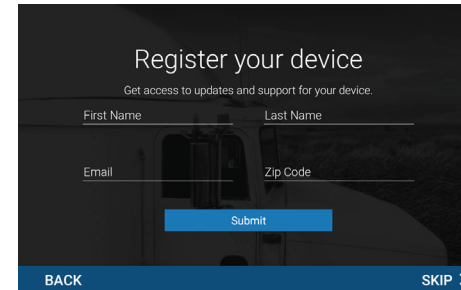 Register your device
Get access to updates and support for your device.
First Name Last Name
Email Zip Code
Submit
BACK SKIP